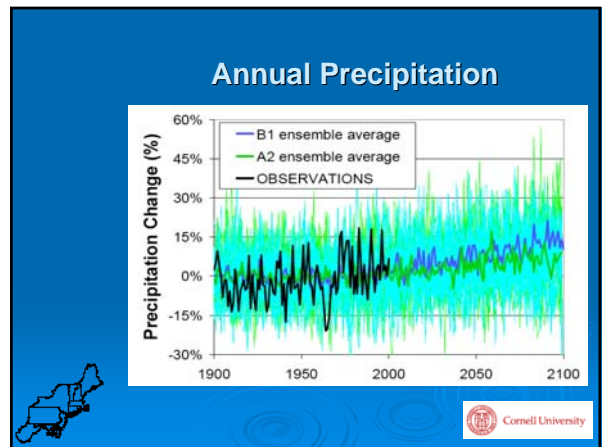 Annual Precipitation
60%
45%
30%
15%
0%
-15%
-30%
Precipitation Change (%)
B1 ensemble average
A2 ensemble average
OBSERVATIONS
1900 1950 2000 2050 2100
Cornell University